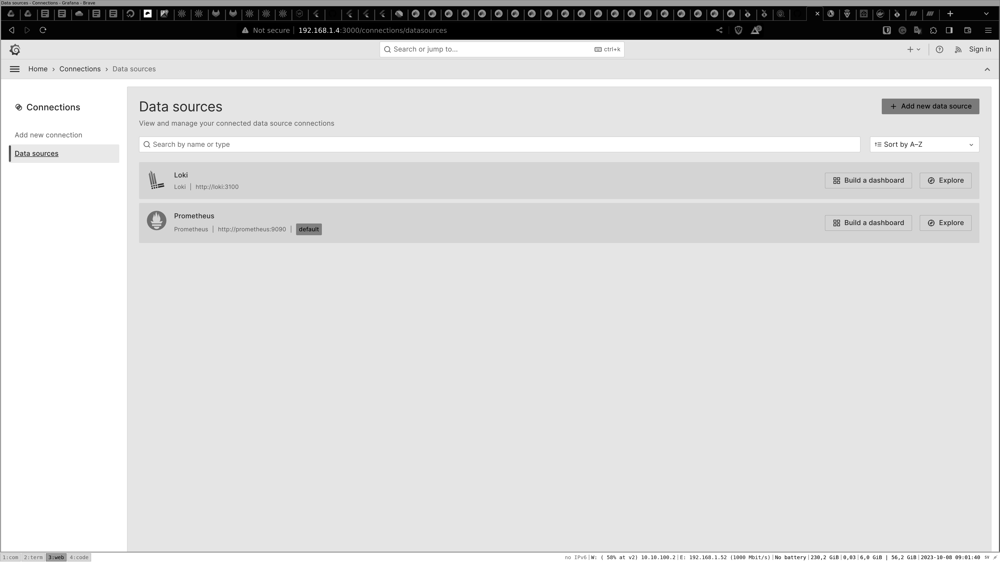 Data sources - Connections - Grafana - Brave
5
Not secure 192.168.1.4:3000/connections/datasources
Search or jump to... ctrl+k Sign in
Home › Connections › Data sources
Connections
Add new connection
Data sources
Data sources
Add new data source
View and manage your connected data source connections
Search by name or type
Sort by A–Z
Loki
Loki | http://loki:3100
Build a dashboard Explore
Prometheus
Prometheus | http://prometheus:9090 | default
Build a dashboard Explore
1:com 2:term 3:web 4:code
no IPv6|W: ( 58% at v2) 10.10.100.2|E: 192.168.1.52 (1000 Mbit/s)|No battery|230,2 GiB|0,03|6,0 GiB | 56,2 GiB|2023-10-08 09:01:40 SV